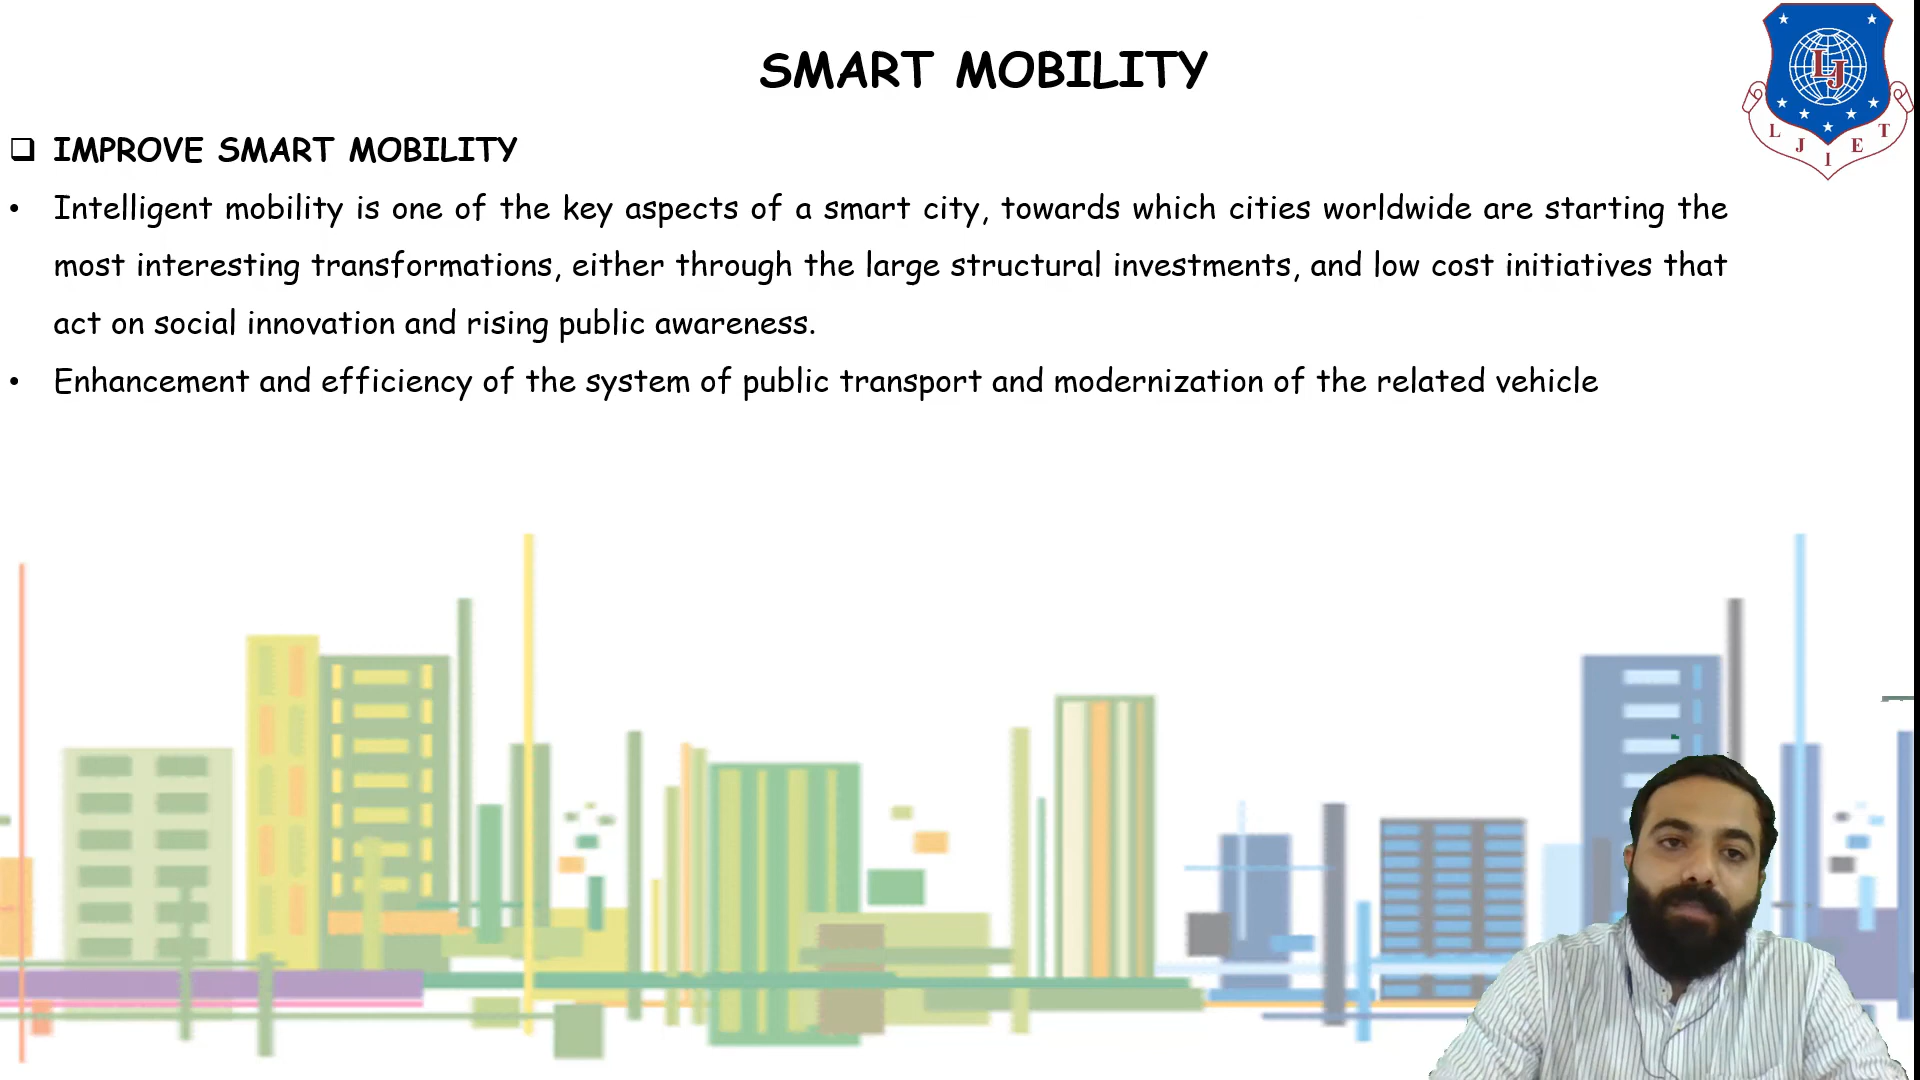 SMART MOBILITY
IMPROVE SMART MOBILITY
• Intelligent mobility is one of the key aspects of a smart city, towards which cities worldwide are starting the
most interesting transformations, either through the large structural investments, and low cost initiatives that
act on social innovation and rising public awareness.
• Enhancement and efficiency of the system of public transport and modernization of the related vehicle
LJ
L J I E T